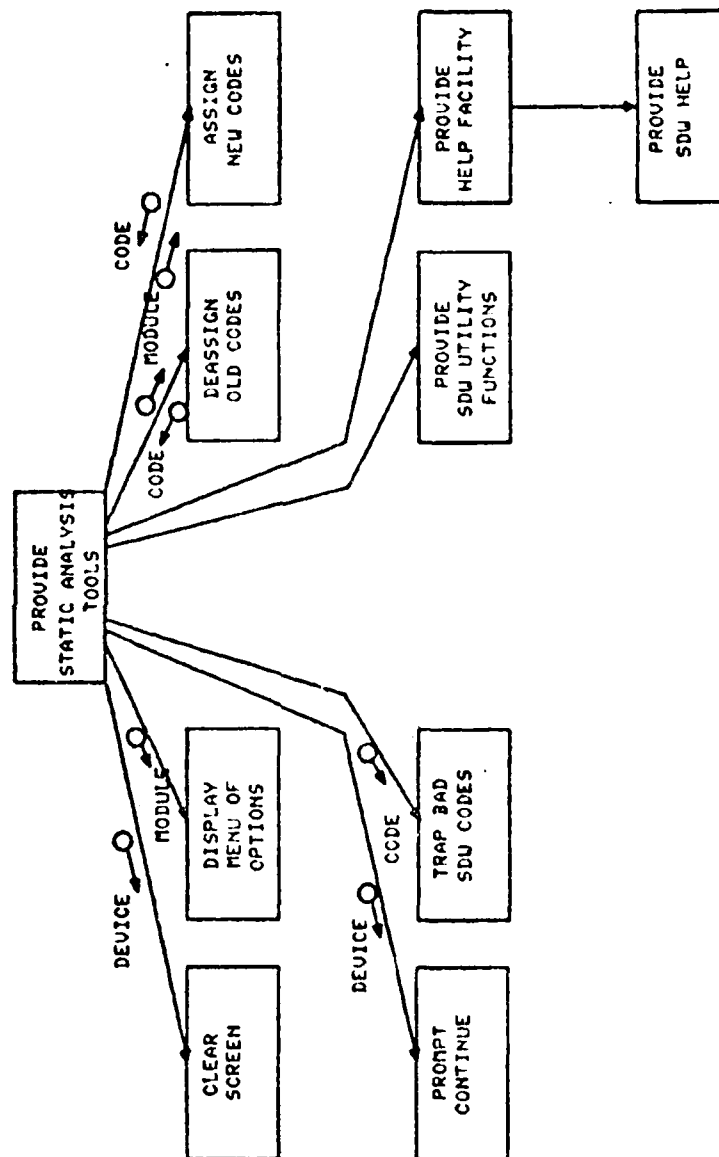 PROVIDE
STATIC ANALYSIS
TOOLS
DEVICE
MODULE
CODE
MODULE
CODE
CLEAR
SCREEN
DISPLAY
MENU OF
OPTIONS
DEASSIGN
OLD CODES
ASSIGN
NEW CODES
DEVICE
CODE
PROMPT
CONTINUE
TRAP BAD
SDW CODES
PROVIDE
SDW UTILITY
FUNCTIONS
PROVIDE
HELP FACILITY
PROVIDE
SDW HELP